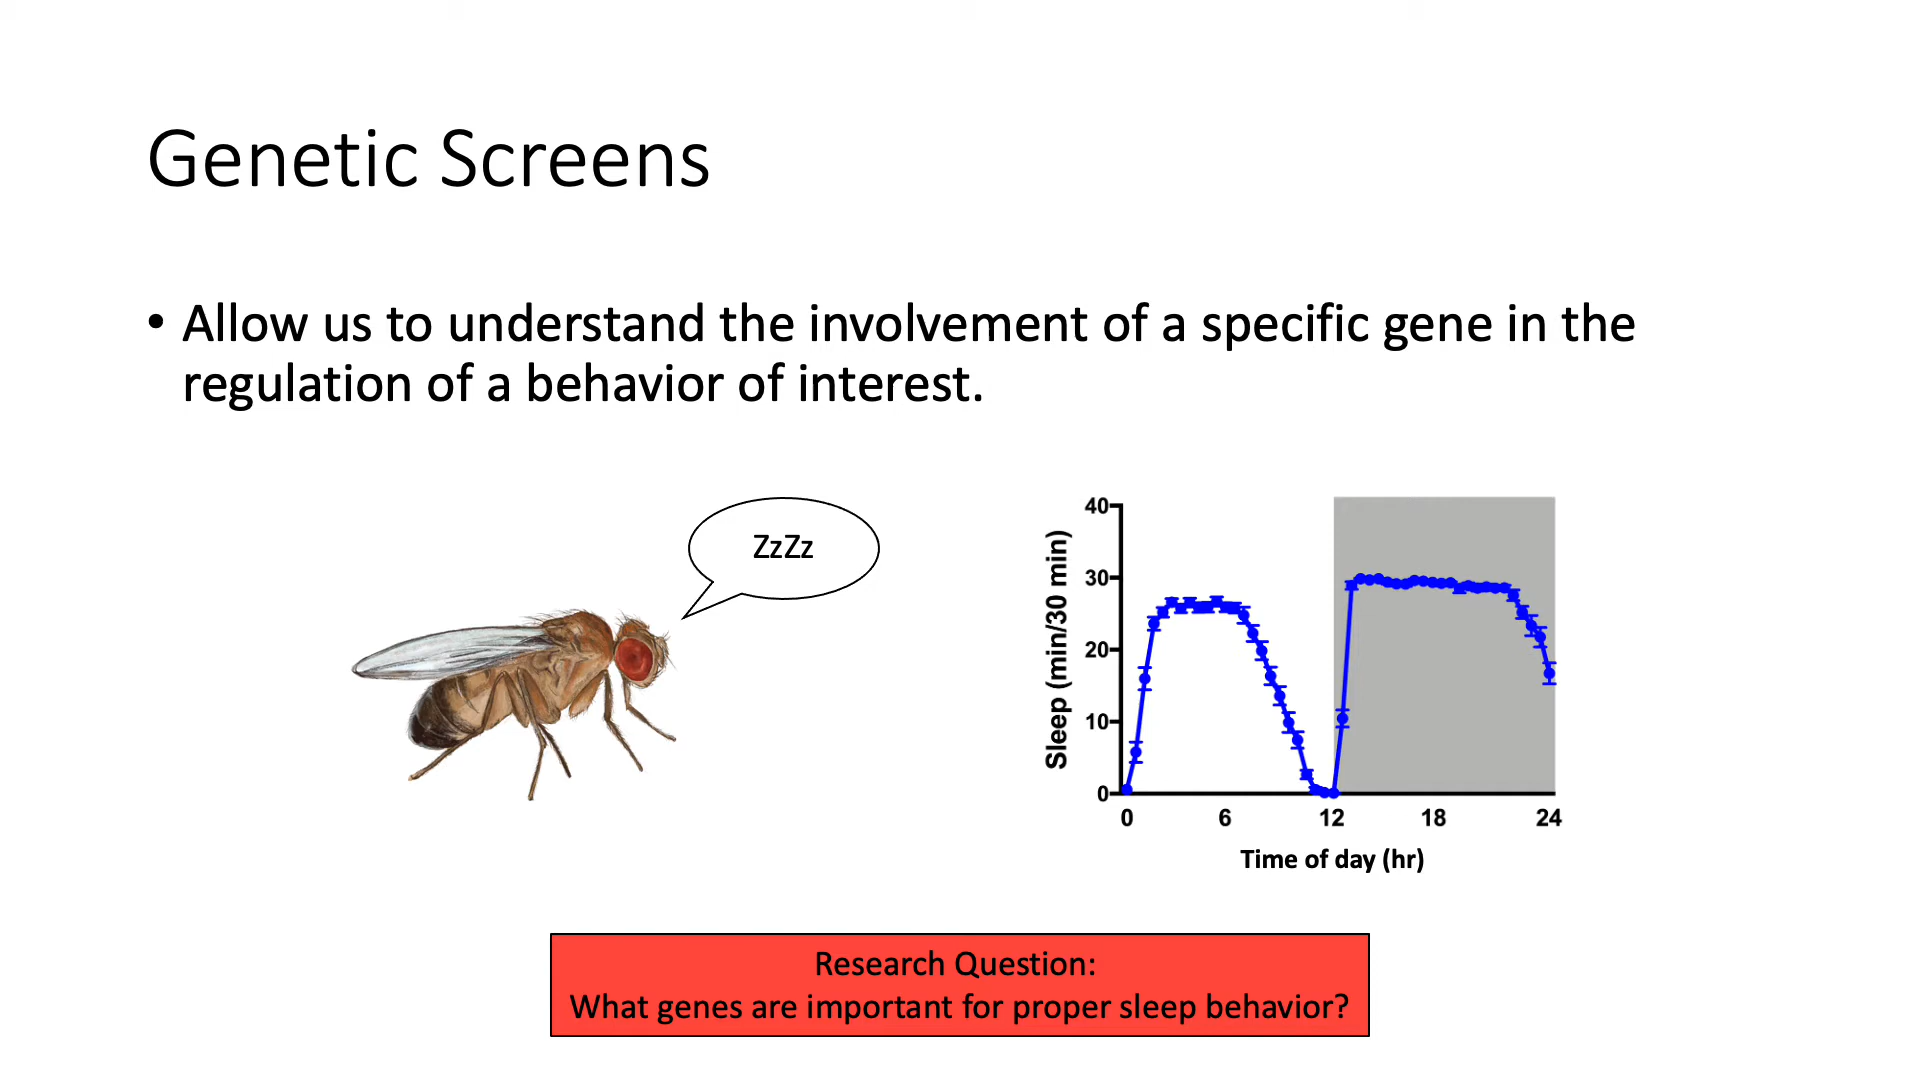 Genetic Screens
• Allow us to understand the involvement of a specific gene in the
regulation of a behavior of interest.
ZzZz
Sleep (min/30 min)
40
30
20
10
0
0 6 12 18 24
Time of day (hr)
Research Question:
What genes are important for proper sleep behavior?